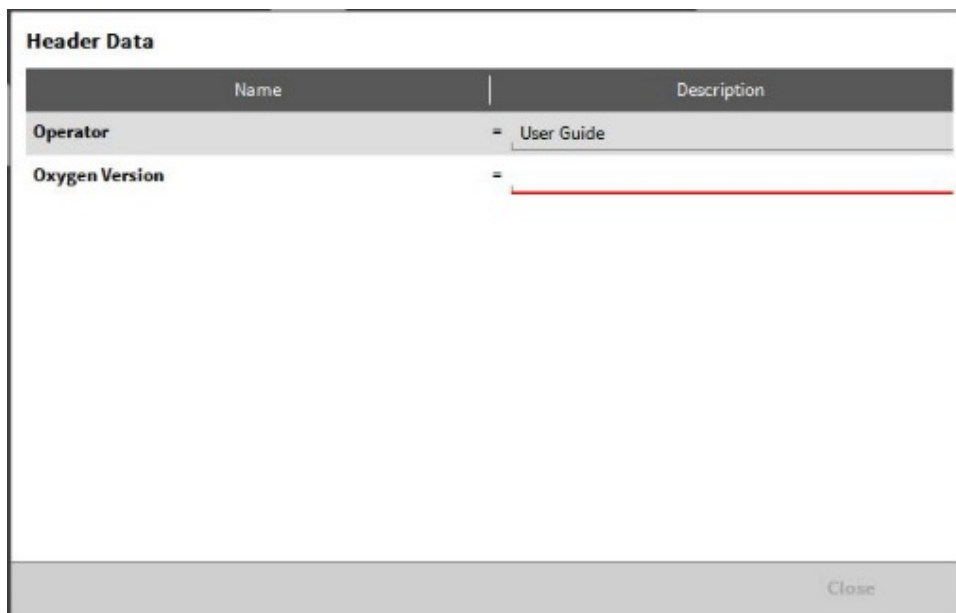 Header Data
Name Description
Operator = User Guide
Oxygen Version =
Close